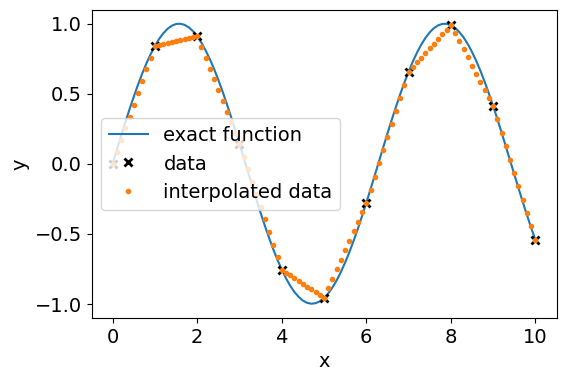 1.0
0.5
0.0
−0.5
−1.0
y
exact function
data
interpolated data
0 2 4 6 8 10
x